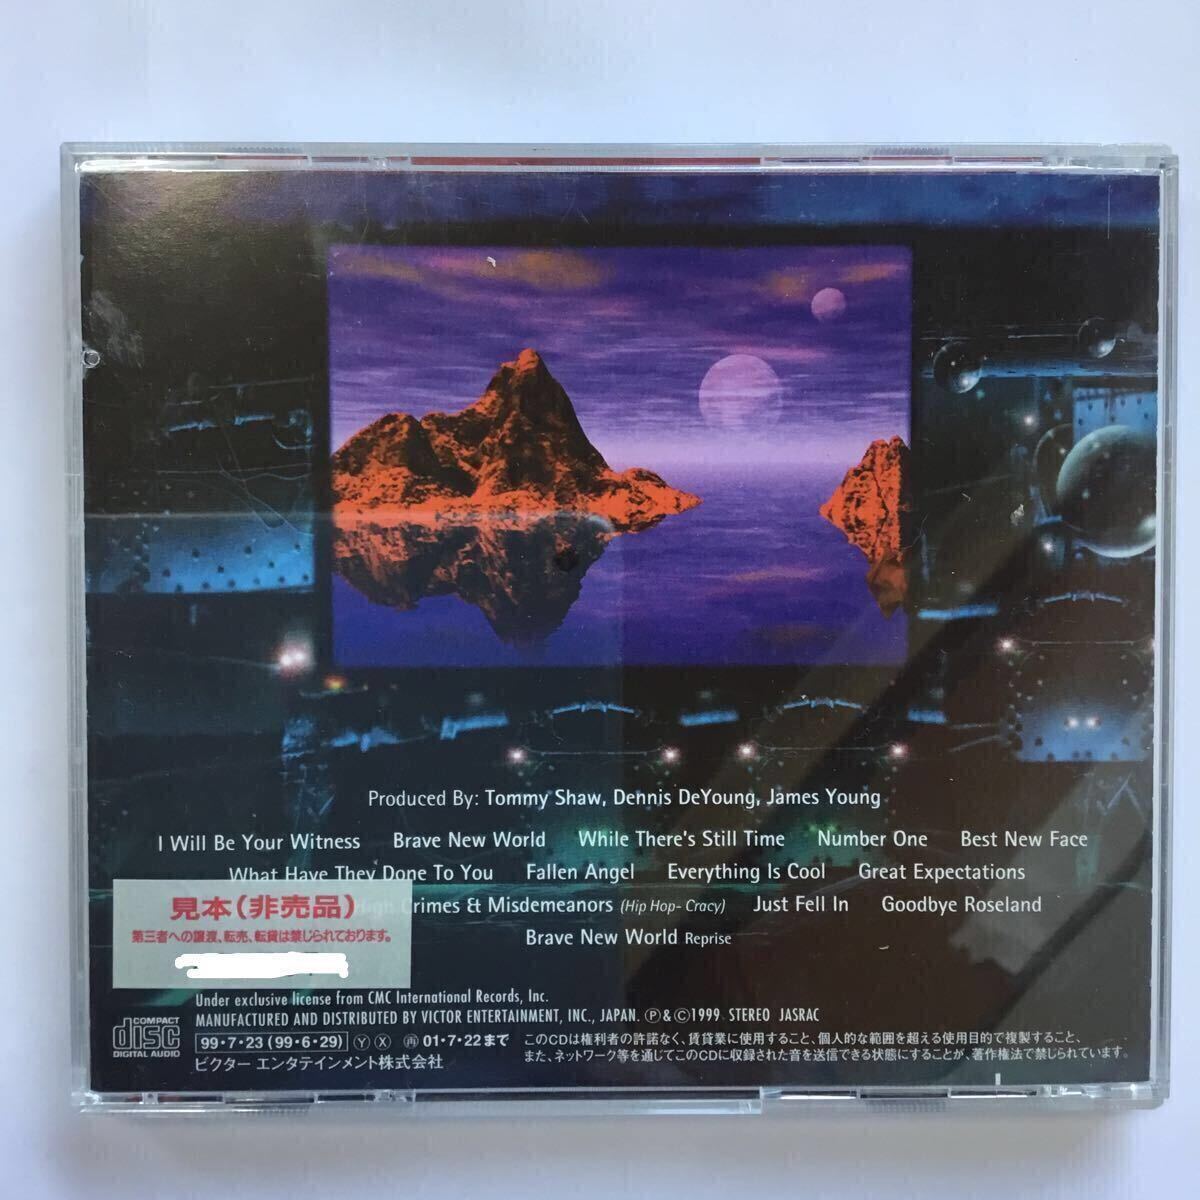 Produced By: Tommy Shaw, Dennis DeYoung, James Young
I Will Be Your Witness Brave New World While There's Still Time Number One Best New Face
What Have They Done To You Fallen Angel Everything Is Cool Great Expectations
High Crimes & Misdemeanors (Hip Hop- Cracy) Just Fell In Goodbye Roseland
Brave New World Reprise
見本(非売品)
第三者への譲渡、転売、転貸は禁じられております。
Under exclusive license from CMC International Records, Inc.
MANUFACTURED AND DISTRIBUTED BY VICTOR ENTERTAINMENT, INC., JAPAN. Ⓟ&©1999 STEREO JASRAC
COMPACT
disc
DIGITAL AUDIO
99・7・23 (99・6・29) Ⓨ Ⓧ ㊢ 01・7・22まで
ビクター エンタテインメント株式会社
このCDは権利者の許諾なく、賃貸業に使用すること、個人的な範囲を超える使用目的で複製すること、
また、ネットワーク等を通じてこのCDに収録された音を送信できる状態にすることが、著作権法で禁じられています。